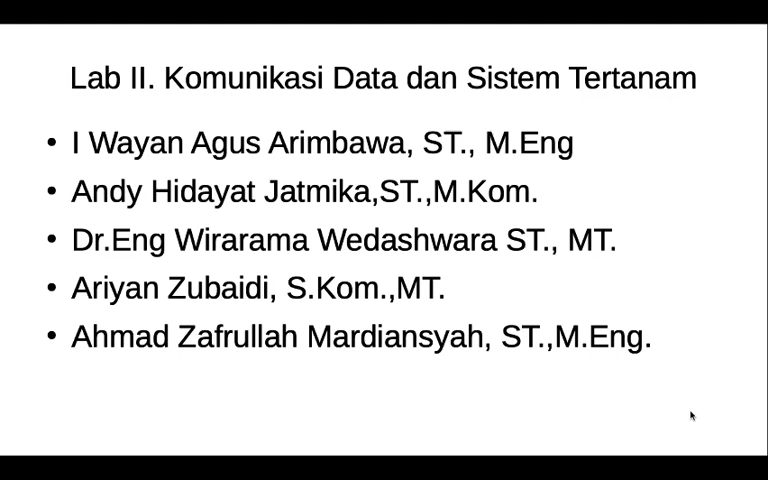 Lab II. Komunikasi Data dan Sistem Tertanam
• I Wayan Agus Arimbawa, ST., M.Eng
• Andy Hidayat Jatmika,ST.,M.Kom.
• Dr.Eng Wirarama Wedashwara ST., MT.
• Ariyan Zubaidi, S.Kom.,MT.
• Ahmad Zafrullah Mardiansyah, ST.,M.Eng.